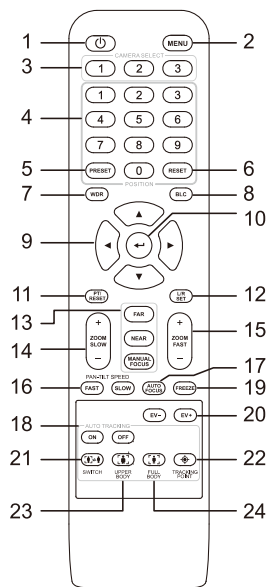 1 MENU 2
CAMERA SELECT
3 1 2 3
1 2 3
4 4 5 6
7 8 9
5 PRESET 0 RESET 6
POSITION
7 WDR BLC 8
9 10
11 PT/RESET L/R SET 12
13 FAR
14 + ZOOM SLOW − NEAR + ZOOM FAST − 15
MANUAL FOCUS
PAN-TILT SPEED 17
16 FAST SLOW AUTO FOCUS FREEZE 19
18 EV− EV+ 20
AUTO TRACKING
ON OFF
21 SWITCH UPPER BODY FULL BODY TRACKING POINT 22
23 24